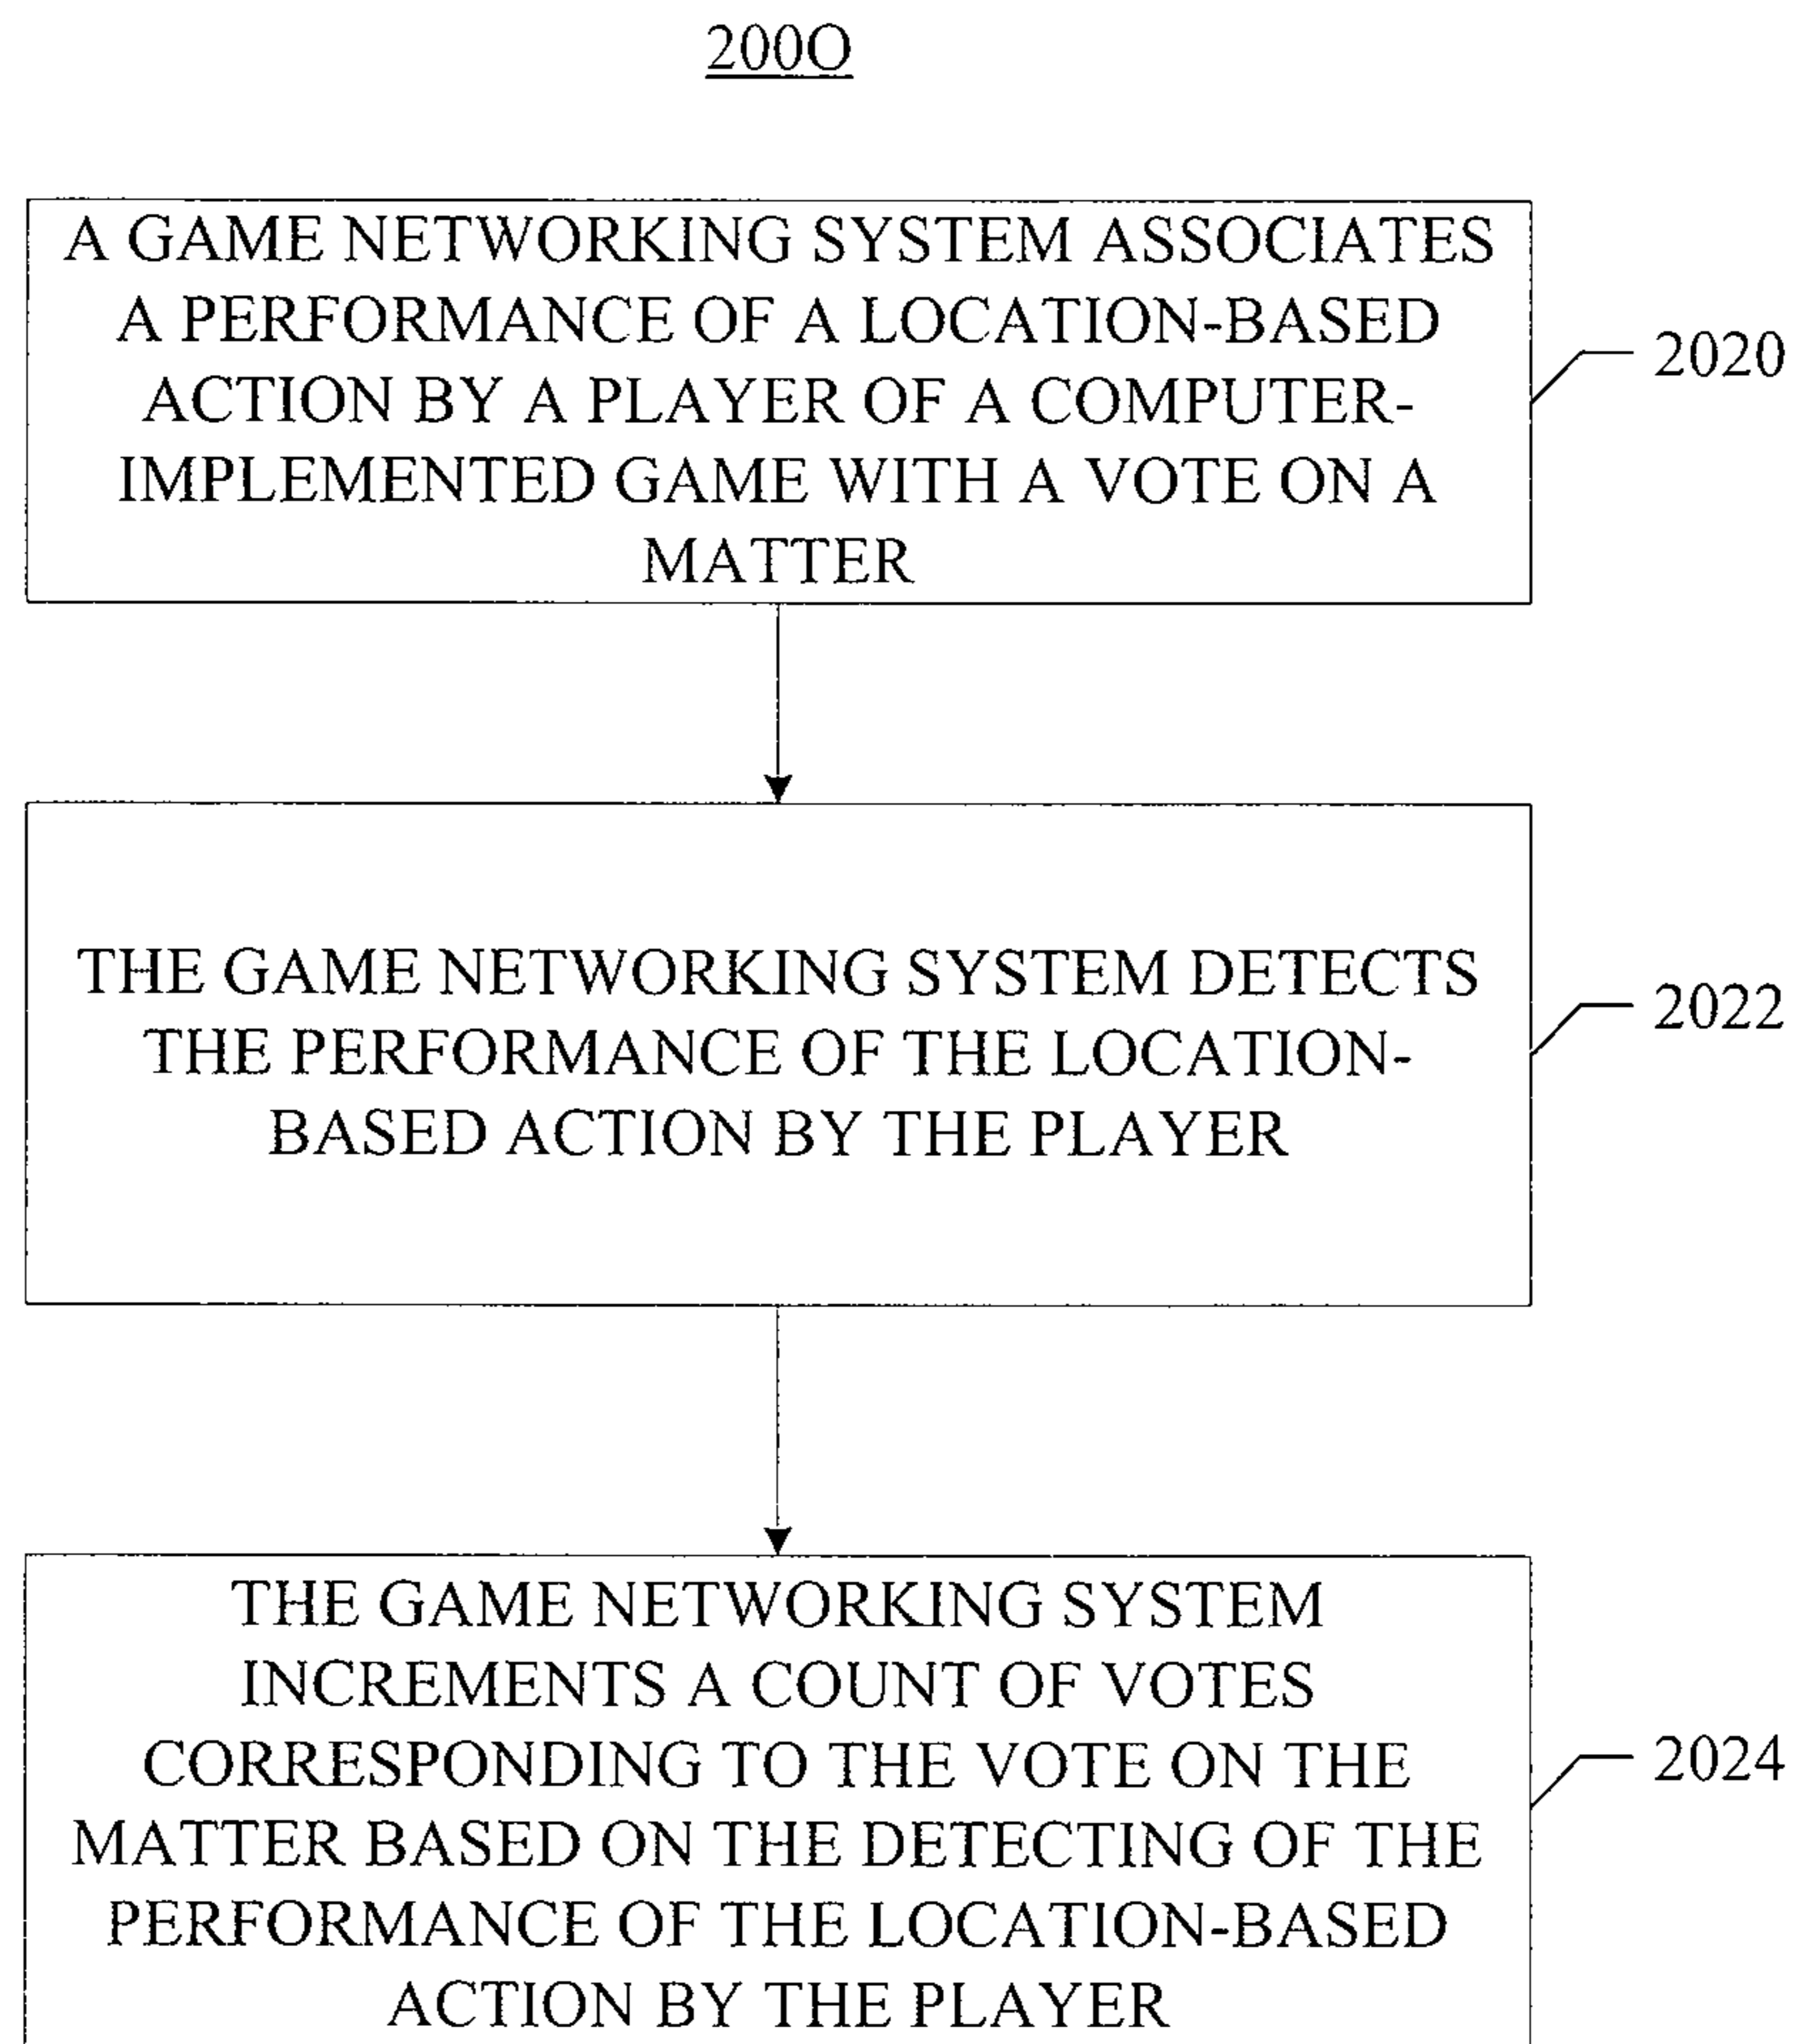 200O
A GAME NETWORKING SYSTEM ASSOCIATES
A PERFORMANCE OF A LOCATION-BASED
ACTION BY A PLAYER OF A COMPUTER-
IMPLEMENTED GAME WITH A VOTE ON A
MATTER
2020
THE GAME NETWORKING SYSTEM DETECTS
THE PERFORMANCE OF THE LOCATION-
BASED ACTION BY THE PLAYER
2022
THE GAME NETWORKING SYSTEM
INCREMENTS A COUNT OF VOTES
CORRESPONDING TO THE VOTE ON THE
MATTER BASED ON THE DETECTING OF THE
PERFORMANCE OF THE LOCATION-BASED
ACTION BY THE PLAYER
2024